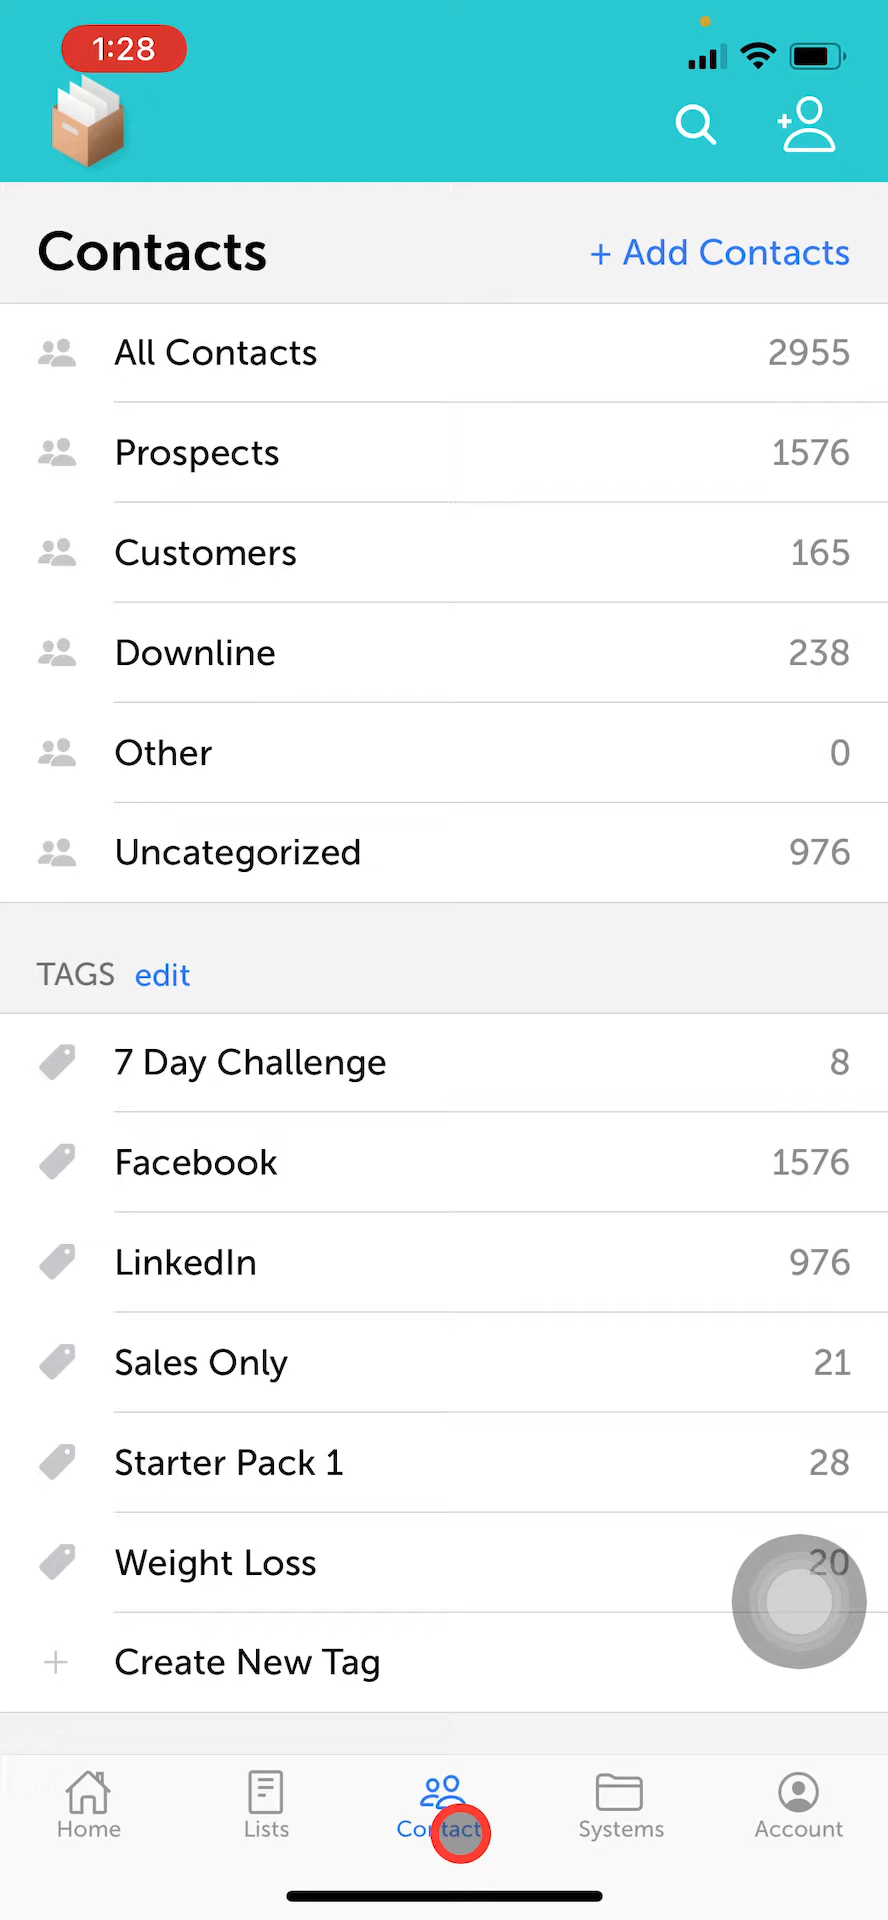 1:28
Contacts
+ Add Contacts
All Contacts 2955
Prospects 1576
Customers 165
Downline 238
Other 0
Uncategorized 976
TAGS edit
7 Day Challenge 8
Facebook 1576
LinkedIn 976
Sales Only 21
Starter Pack 1 28
Weight Loss 20
+ Create New Tag
Home Lists Contact Systems Account